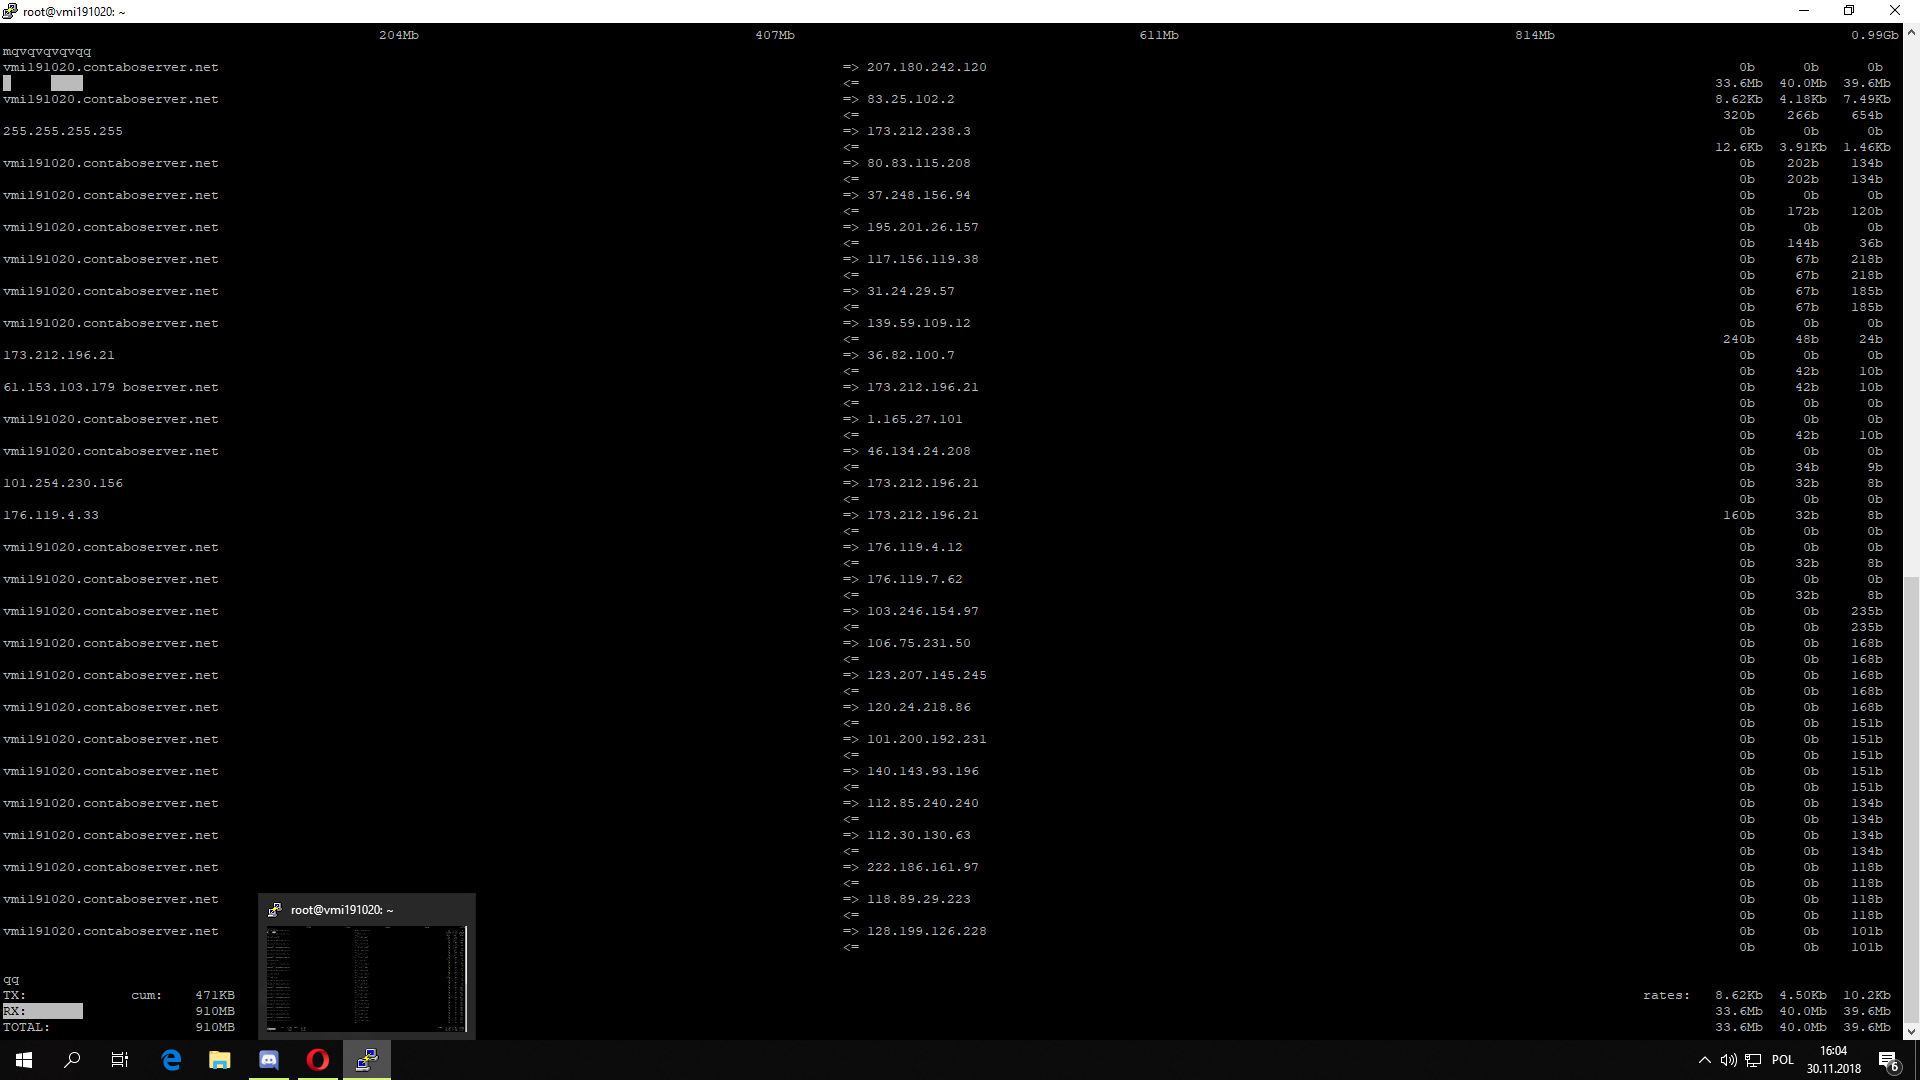 root@vmi191020: ~
204Mb 407Mb 611Mb 814Mb 0.99Gb
mqvqvqvqvqq
vmi191020.contaboserver.net => 207.180.242.120 0b 0b 0b
<= 33.6Mb 40.0Mb 39.6Mb
vmi191020.contaboserver.net => 83.25.102.2 8.62Kb 4.18Kb 7.49Kb
<= 320b 266b 654b
255.255.255.255 => 173.212.238.3 0b 0b 0b
<= 12.6Kb 3.91Kb 1.46Kb
vmi191020.contaboserver.net => 80.83.115.208 0b 202b 134b
<= 0b 202b 134b
vmi191020.contaboserver.net => 37.248.156.94 0b 0b 0b
<= 0b 172b 120b
vmi191020.contaboserver.net => 195.201.26.157 0b 0b 0b
<= 0b 144b 36b
vmi191020.contaboserver.net => 117.156.119.38 0b 67b 218b
<= 0b 67b 218b
vmi191020.contaboserver.net => 31.24.29.57 0b 67b 185b
<= 0b 67b 185b
vmi191020.contaboserver.net => 139.59.109.12 0b 0b 0b
<= 240b 48b 24b
173.212.196.21 => 36.82.100.7 0b 0b 0b
<= 0b 42b 10b
61.153.103.179 boserver.net => 173.212.196.21 0b 42b 10b
<= 0b 0b 0b
vmi191020.contaboserver.net => 1.165.27.101 0b 0b 0b
<= 0b 42b 10b
vmi191020.contaboserver.net => 46.134.24.208 0b 0b 0b
<= 0b 34b 9b
101.254.230.156 => 173.212.196.21 0b 32b 8b
<= 0b 0b 0b
176.119.4.33 => 173.212.196.21 160b 32b 8b
<= 0b 0b 0b
vmi191020.contaboserver.net => 176.119.4.12 0b 0b 0b
<= 0b 32b 8b
vmi191020.contaboserver.net => 176.119.7.62 0b 0b 0b
<= 0b 32b 8b
vmi191020.contaboserver.net => 103.246.154.97 0b 0b 235b
<= 0b 0b 235b
vmi191020.contaboserver.net => 106.75.231.50 0b 0b 168b
<= 0b 0b 168b
vmi191020.contaboserver.net => 123.207.145.245 0b 0b 168b
<= 0b 0b 168b
vmi191020.contaboserver.net => 120.24.218.86 0b 0b 168b
<= 0b 0b 151b
vmi191020.contaboserver.net => 101.200.192.231 0b 0b 151b
<= 0b 0b 151b
vmi191020.contaboserver.net => 140.143.93.196 0b 0b 151b
<= 0b 0b 151b
vmi191020.contaboserver.net => 112.85.240.240 0b 0b 134b
<= 0b 0b 134b
vmi191020.contaboserver.net => 112.30.130.63 0b 0b 134b
<= 0b 0b 134b
vmi191020.contaboserver.net => 222.186.161.97 0b 0b 118b
<= 0b 0b 118b
vmi191020.contaboserver.net => 118.89.29.223 0b 0b 118b
<= 0b 0b 118b
vmi191020.contaboserver.net => 128.199.126.228 0b 0b 101b
<= 0b 0b 101b
qq
TX: cum: 471KB rates: 8.62Kb 4.50Kb 10.2Kb
RX: 910MB 33.6Mb 40.0Mb 39.6Mb
TOTAL: 910MB 33.6Mb 40.0Mb 39.6Mb
root@vmi191020: ~
POL
16:04
30.11.2018
6